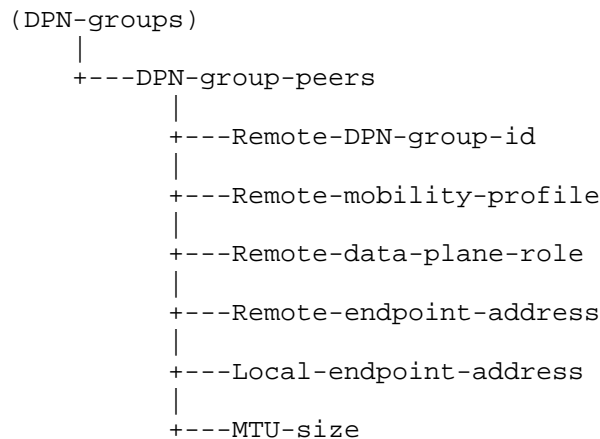 (DPN-groups)
|
+---DPN-group-peers
|
+---Remote-DPN-group-id
|
+---Remote-mobility-profile
|
+---Remote-data-plane-role
|
+---Remote-endpoint-address
|
+---Local-endpoint-address
|
+---MTU-size